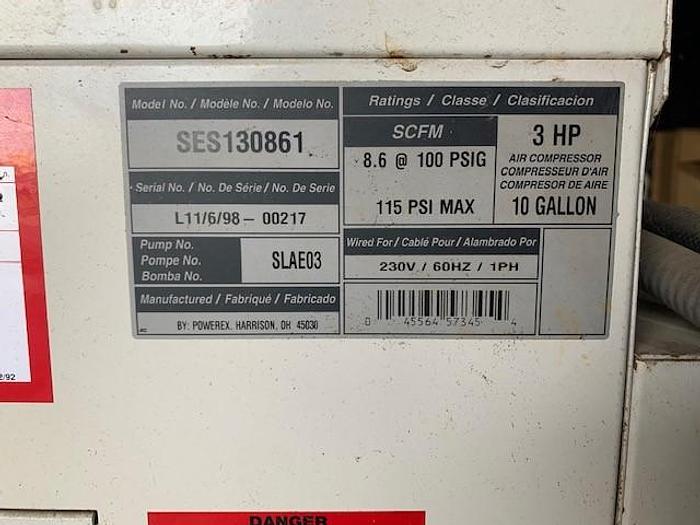 Model No. / Modèle No. / Modelo No.
SES130861
Serial No. / No. De Série / No. De Serie
L11/6/98 – 00217
Pump No.
Pompe No.
Bomba No.
SLAE03
Manufactured / Fabriqué / Fabricado
BY: POWEREX. HARRISON, OH 45030
Ratings / Classe / Clasificacion
SCFM
8.6 @ 100 PSIG
115 PSI MAX
3 HP
AIR COMPRESSOR
COMPRESSEUR D'AIR
COMPRESOR DE AIRE
10 GALLON
Wired For / Cablé Pour / Alambrado Por
230V / 60HZ / 1PH
0 45564 57345 4
DANGER